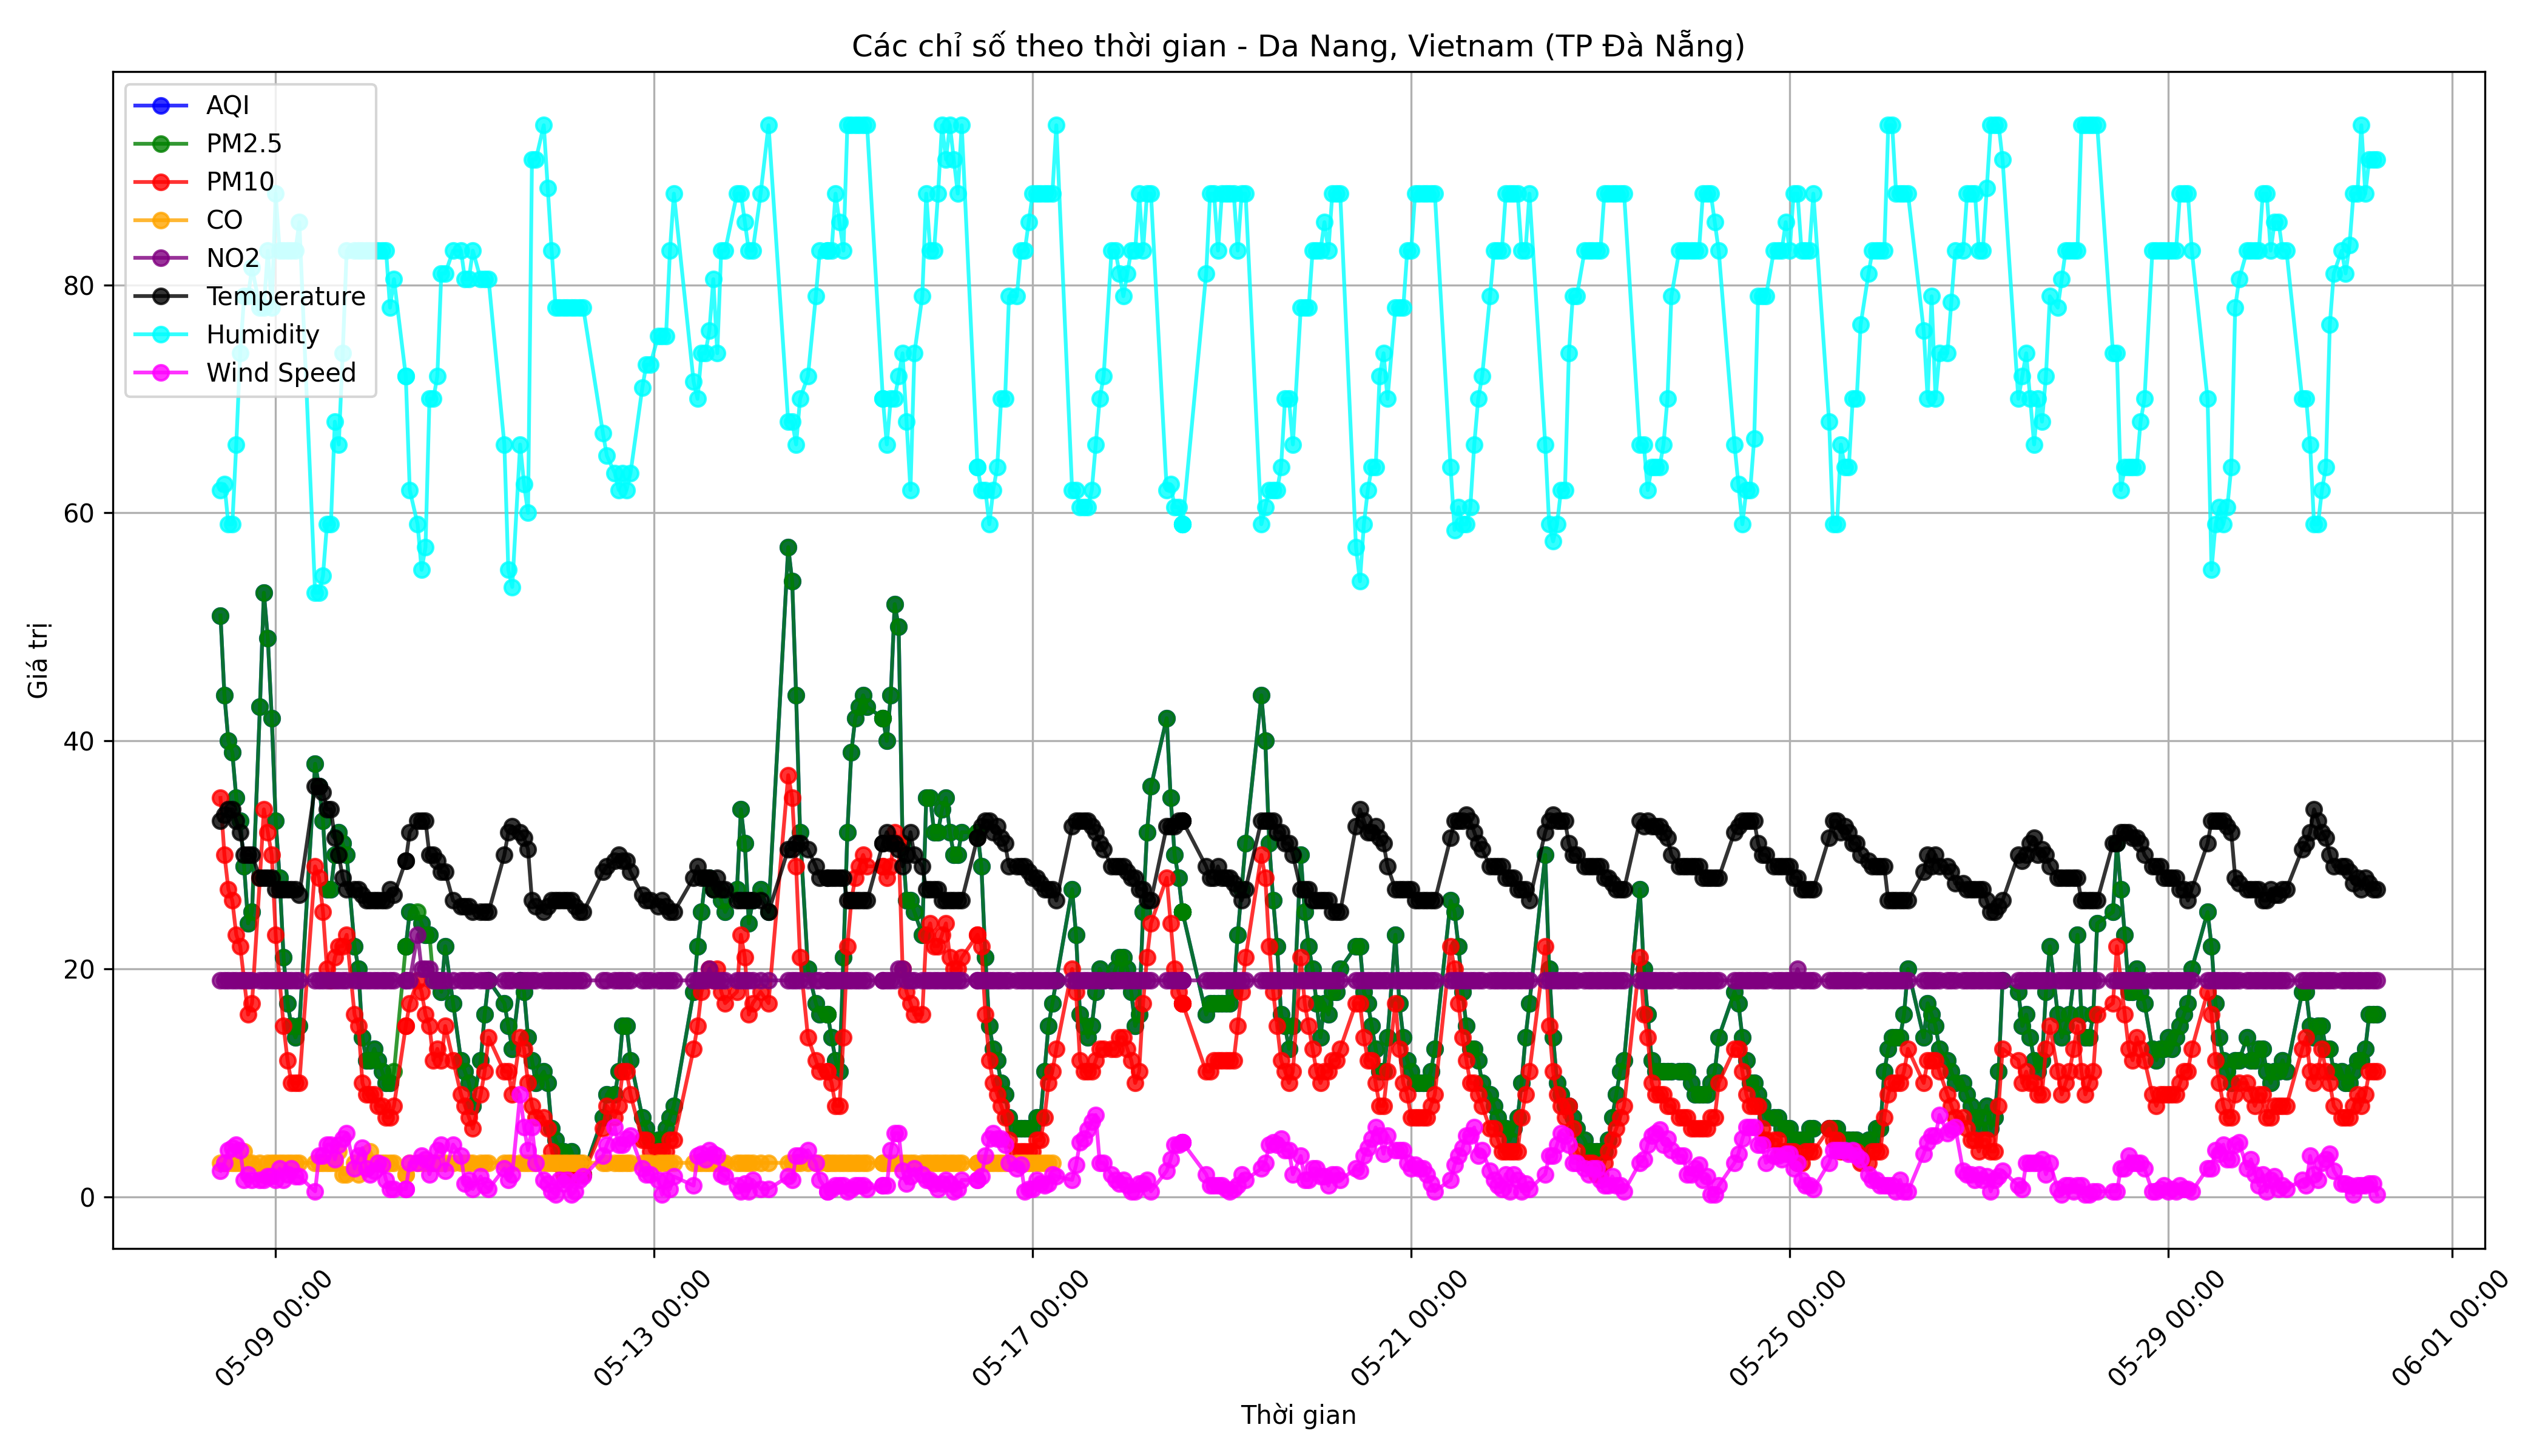 Các chỉ số theo thời gian - Da Nang, Vietnam (TP Đà Nẵng)
AQI
PM2.5
PM10
CO
NO2
Temperature
Humidity
Wind Speed
Giá trị
80
60
40
20
0
05-09 00:00
05-13 00:00
05-17 00:00
05-21 00:00
05-25 00:00
05-29 00:00
06-01 00:00
Thời gian